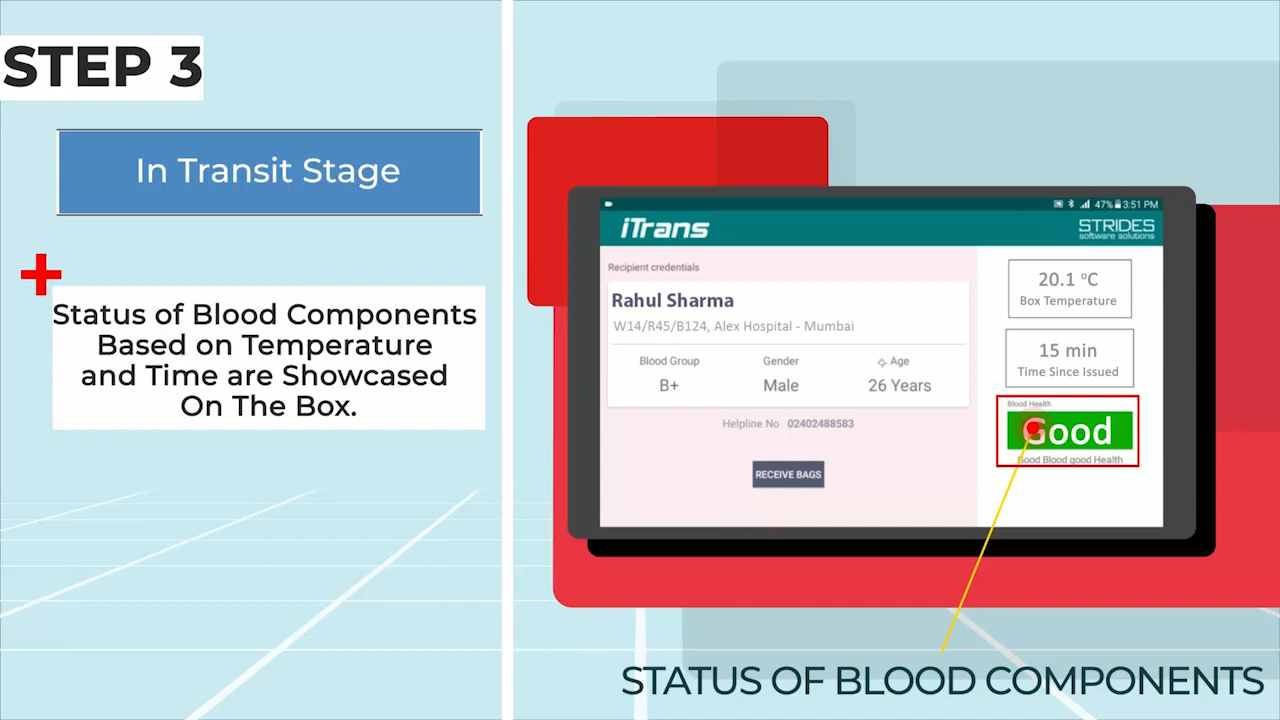 STEP 3
In Transit Stage
Status of Blood Components
Based on Temperature
and Time are Showcased
On The Box.
47% 3:51 PM
iTrans
STRIDES
software solutions
Recipient credentials
Rahul Sharma
W14/R45/B124, Alex Hospital - Mumbai
Blood Group
Gender
Age
B+
Male
26 Years
Helpline No 02402488583
RECEIVE BAGS
20.1 ºC
Box Temperature
15 min
Time Since Issued
Blood Health
Good
Good Blood good Health
STATUS OF BLOOD COMPONENTS